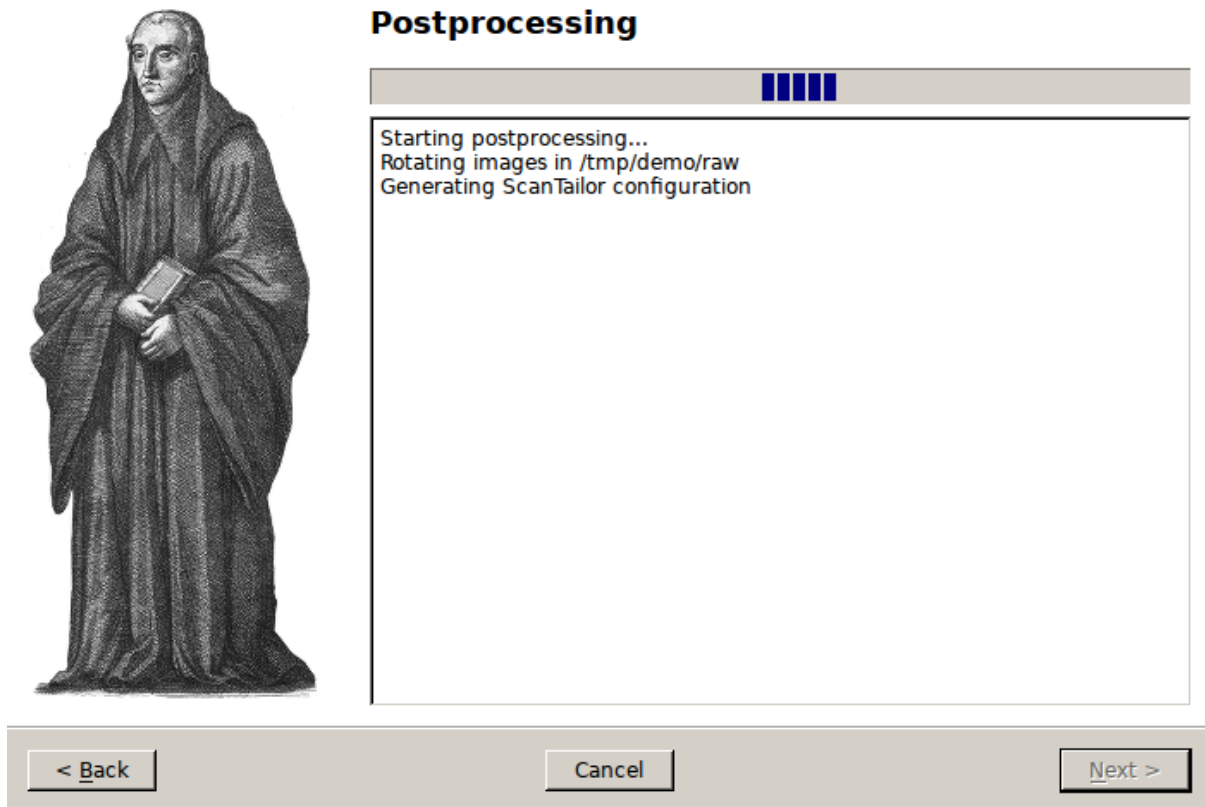 Postprocessing
Starting postprocessing...
Rotating images in /tmp/demo/raw
Generating ScanTailor configuration
< Back
Cancel
Next >